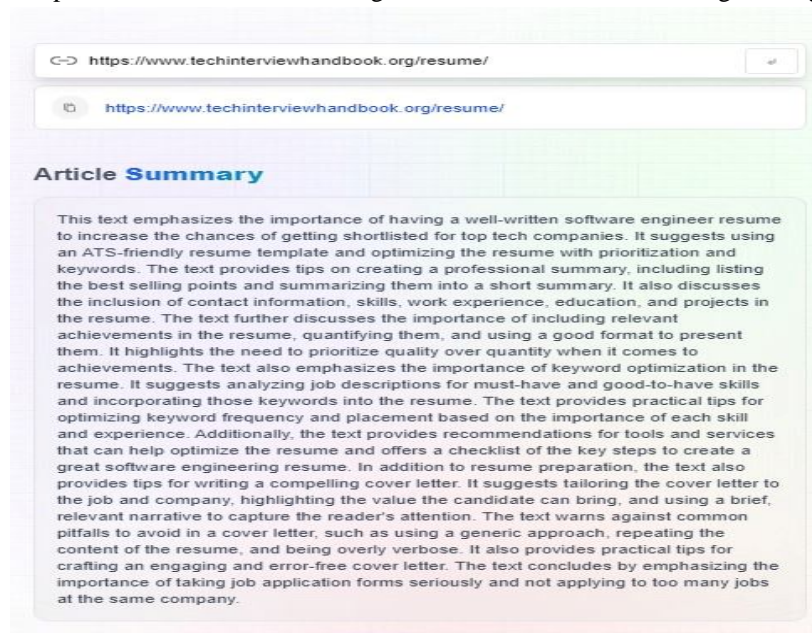 https://www.techinterviewhandbook.org/resume/
https://www.techinterviewhandbook.org/resume/
Article Summary
This text emphasizes the importance of having a well-written software engineer resume
to increase the chances of getting shortlisted for top tech companies. It suggests using
an ATS-friendly resume template and optimizing the resume with prioritization and
keywords. The text provides tips on creating a professional summary, including listing
the best selling points and summarizing them into a short summary. It also discusses
the inclusion of contact information, skills, work experience, education, and projects in
the resume. The text further discusses the importance of including relevant
achievements in the resume, quantifying them, and using a good format to present
them. It highlights the need to prioritize quality over quantity when it comes to
achievements. The text also emphasizes the importance of keyword optimization in the
resume. It suggests analyzing job descriptions for must-have and good-to-have skills
and incorporating those keywords into the resume. The text provides practical tips for
optimizing keyword frequency and placement based on the importance of each skill
and experience. Additionally, the text provides recommendations for tools and services
that can help optimize the resume and offers a checklist of the key steps to create a
great software engineering resume. In addition to resume preparation, the text also
provides tips for writing a compelling cover letter. It suggests tailoring the cover letter to
the job and company, highlighting the value the candidate can bring, and using a brief,
relevant narrative to capture the reader's attention. The text warns against common
pitfalls to avoid in a cover letter, such as using a generic approach, repeating the
content of the resume, and being overly verbose. It also provides practical tips for
crafting an engaging and error-free cover letter. The text concludes by emphasizing the
importance of taking job application forms seriously and not applying to too many jobs
at the same company.